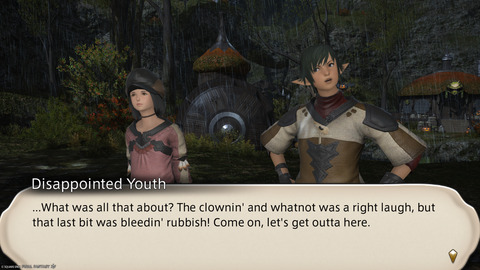 Disappointed Youth
...What was all that about? The clownin' and whatnot was a right laugh, but
that last bit was bleedin' rubbish! Come on, let's get outta here.